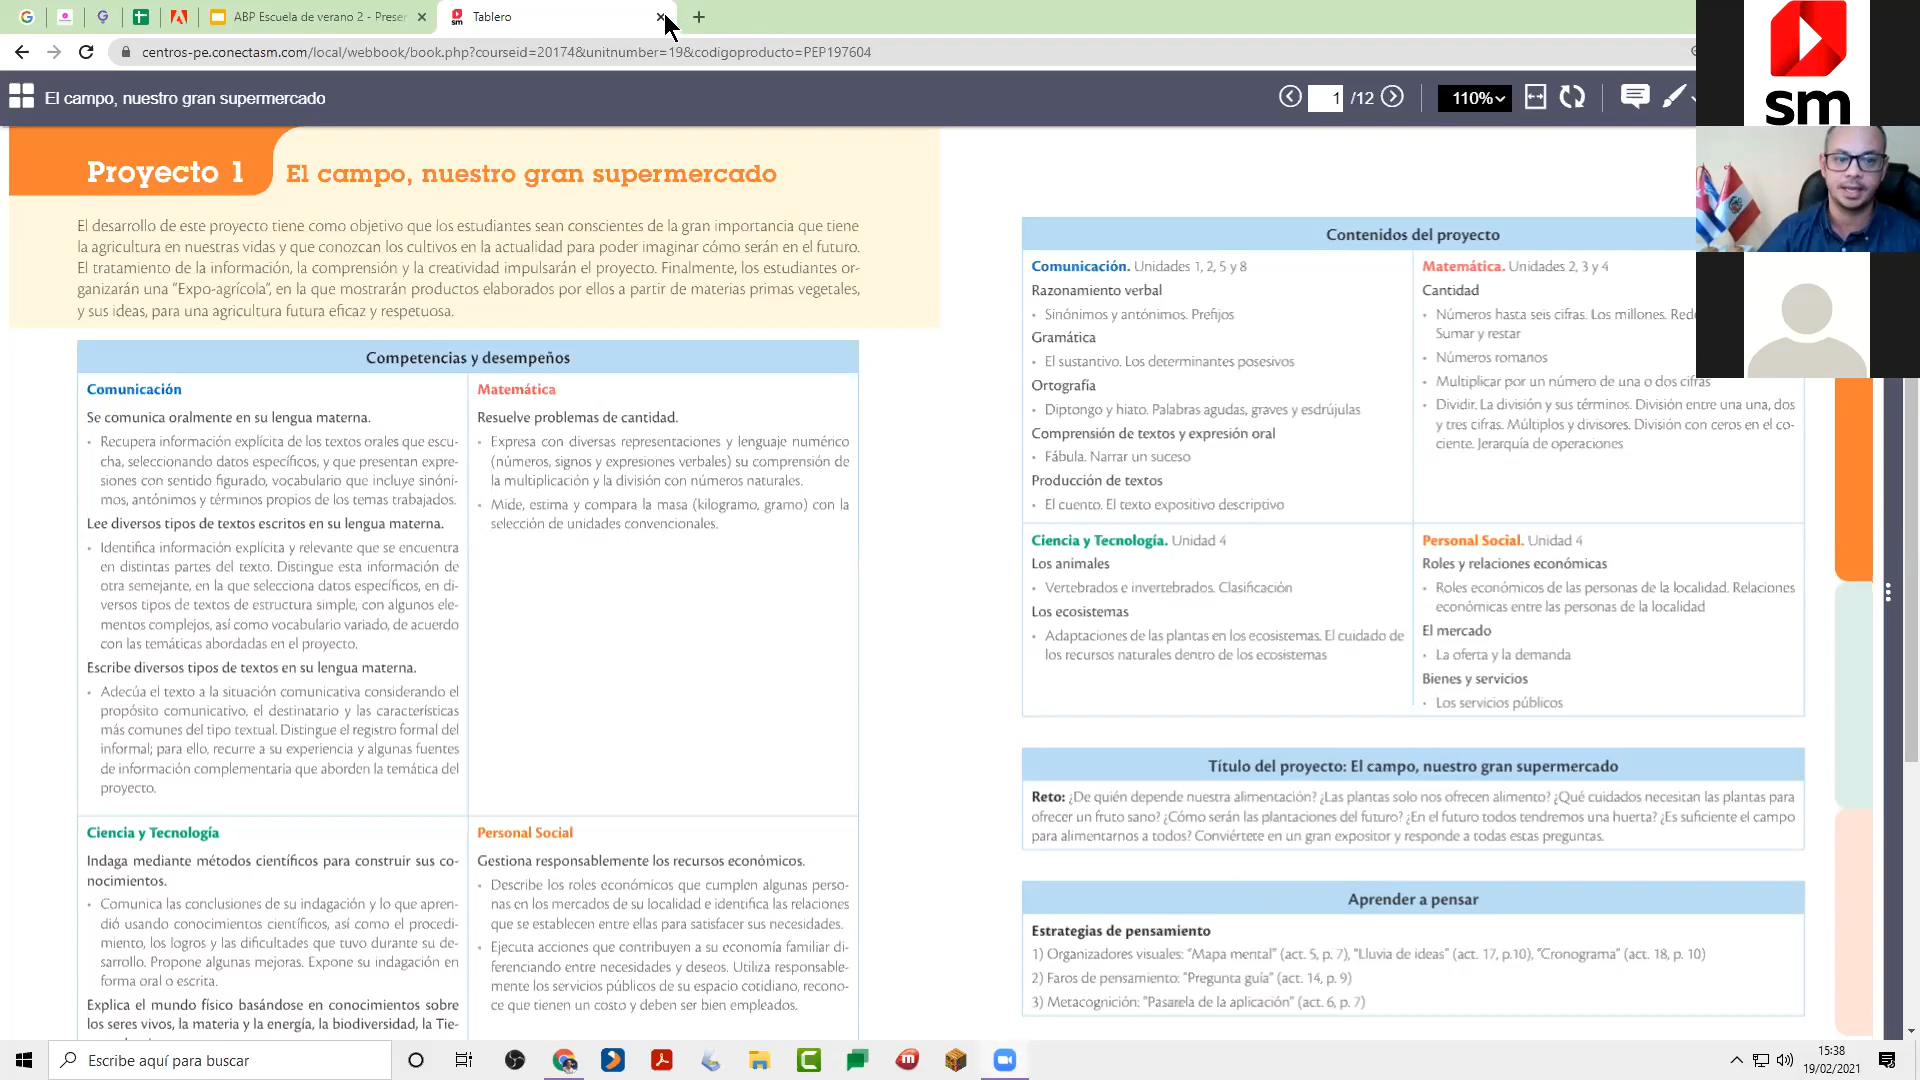 ABP Escuela de verano 2 - Preser
Tablero
centros-pe.conectasm.com/local/webbook/book.php?courseid=20174&unitnumber=19&codigoproducto=PEP197604
El campo, nuestro gran supermercado
1 /12
110%
sm
Proyecto 1
El campo, nuestro gran supermercado
El desarrollo de este proyecto tiene como objetivo que los estudiantes sean conscientes de la gran importancia que tiene
la agricultura en nuestras vidas y que conozcan los cultivos en la actualidad para poder imaginar cómo serán en el futuro.
El tratamiento de la información, la comprensión y la creatividad impulsarán el proyecto. Finalmente, los estudiantes or-
ganizarán una "Expo-agrícola", en la que mostrarán productos elaborados por ellos a partir de materias primas vegetales,
y sus ideas, para una agricultura futura eficaz y respetuosa.
Competencias y desempeños
Comunicación
Se comunica oralmente en su lengua materna.
• Recupera información explícita de los textos orales que escu-
cha, seleccionando datos específicos, y que presentan expre-
siones con sentido figurado, vocabulario que incluye sinóni-
mos, antónimos y términos propios de los temas trabajados.
Lee diversos tipos de textos escritos en su lengua materna.
• Identifica información explícita y relevante que se encuentra
en distintas partes del texto. Distingue esta información de
otra semejante, en la que selecciona datos específicos, en di-
versos tipos de textos de estructura simple, con algunos ele-
mentos complejos, así como vocabulario variado, de acuerdo
con las temáticas abordadas en el proyecto.
Escribe diversos tipos de textos en su lengua materna.
• Adecúa el texto a la situación comunicativa considerando el
propósito comunicativo, el destinatario y las características
más comunes del tipo textual. Distingue el registro formal del
informal; para ello, recurre a su experiencia y algunas fuentes
de información complementaria que aborden la temática del
proyecto.
Matemática
Resuelve problemas de cantidad.
• Expresa con diversas representaciones y lenguaje numérico
(números, signos y expresiones verbales) su comprensión de
la multiplicación y la división con números naturales.
• Mide, estima y compara la masa (kilogramo, gramo) con la
selección de unidades convencionales.
Ciencia y Tecnología
Indaga mediante métodos científicos para construir sus co-
nocimientos.
• Comunica las conclusiones de su indagación y lo que apren-
dió usando conocimientos científicos, así como el procedi-
miento, los logros y las dificultades que tuvo durante su de-
sarrollo. Propone algunas mejoras. Expone su indagación en
forma oral o escrita.
Explica el mundo físico basándose en conocimientos sobre
los seres vivos, la materia y la energía, la biodiversidad, la Tie-
Personal Social
Gestiona responsablemente los recursos económicos.
• Describe los roles económicos que cumplen algunas perso-
nas en los mercados de su localidad e identifica las relaciones
que se establecen entre ellas para satisfacer sus necesidades.
• Ejecuta acciones que contribuyen a su economía familiar di-
ferenciando entre necesidades y deseos. Utiliza responsable-
mente los servicios públicos de su espacio cotidiano, recono-
ce que tienen un costo y deben ser bien empleados.
Contenidos del proyecto
Comunicación. Unidades 1, 2, 5 y 8
Razonamiento verbal
• Sinónimos y antónimos. Prefijos
Gramática
• El sustantivo. Los determinantes posesivos
Ortografía
• Diptongo y hiato. Palabras agudas, graves y esdrújulas
Comprensión de textos y expresión oral
• Fábula. Narrar un suceso
Producción de textos
• El cuento. El texto expositivo descriptivo
Matemática. Unidades 2, 3 y 4
Cantidad
• Números hasta seis cifras. Los millones. Red
Sumar y restar
• Números romanos
• Multiplicar por un número de una o dos cifras
• Dividir. La división y sus términos. División entre una una, dos
y tres cifras. Múltiplos y divisores. División con ceros en el co-
ciente. Jerarquía de operaciones
Ciencia y Tecnología. Unidad 4
Los animales
• Vertebrados e invertebrados. Clasificación
Los ecosistemas
• Adaptaciones de las plantas en los ecosistemas. El cuidado de
los recursos naturales dentro de los ecosistemas
Personal Social. Unidad 4
Roles y relaciones económicas
• Roles económicos de las personas de la localidad. Relaciones
económicas entre las personas de la localidad
El mercado
• La oferta y la demanda
Bienes y servicios
• Los servicios públicos
Título del proyecto: El campo, nuestro gran supermercado
Reto: ¿De quién depende nuestra alimentación? ¿Las plantas solo nos ofrecen alimento? ¿Qué cuidados necesitan las plantas para
ofrecer un fruto sano? ¿Cómo serán las plantaciones del futuro? ¿En el futuro todos tendremos una huerta? ¿Es suficiente el campo
para alimentarnos a todos? Conviértete en un gran expositor y responde a todas estas preguntas.
Aprender a pensar
Estrategias de pensamiento
1) Organizadores visuales: "Mapa mental" (act. 5, p. 7), "Lluvia de ideas" (act. 17, p.10), "Cronograma" (act. 18, p. 10)
2) Faros de pensamiento: "Pregunta guía" (act. 14, p. 9)
3) Metacognición: "Pasarela de la aplicación" (act. 6, p. 7)
Escribe aquí para buscar
15:38
19/02/2021